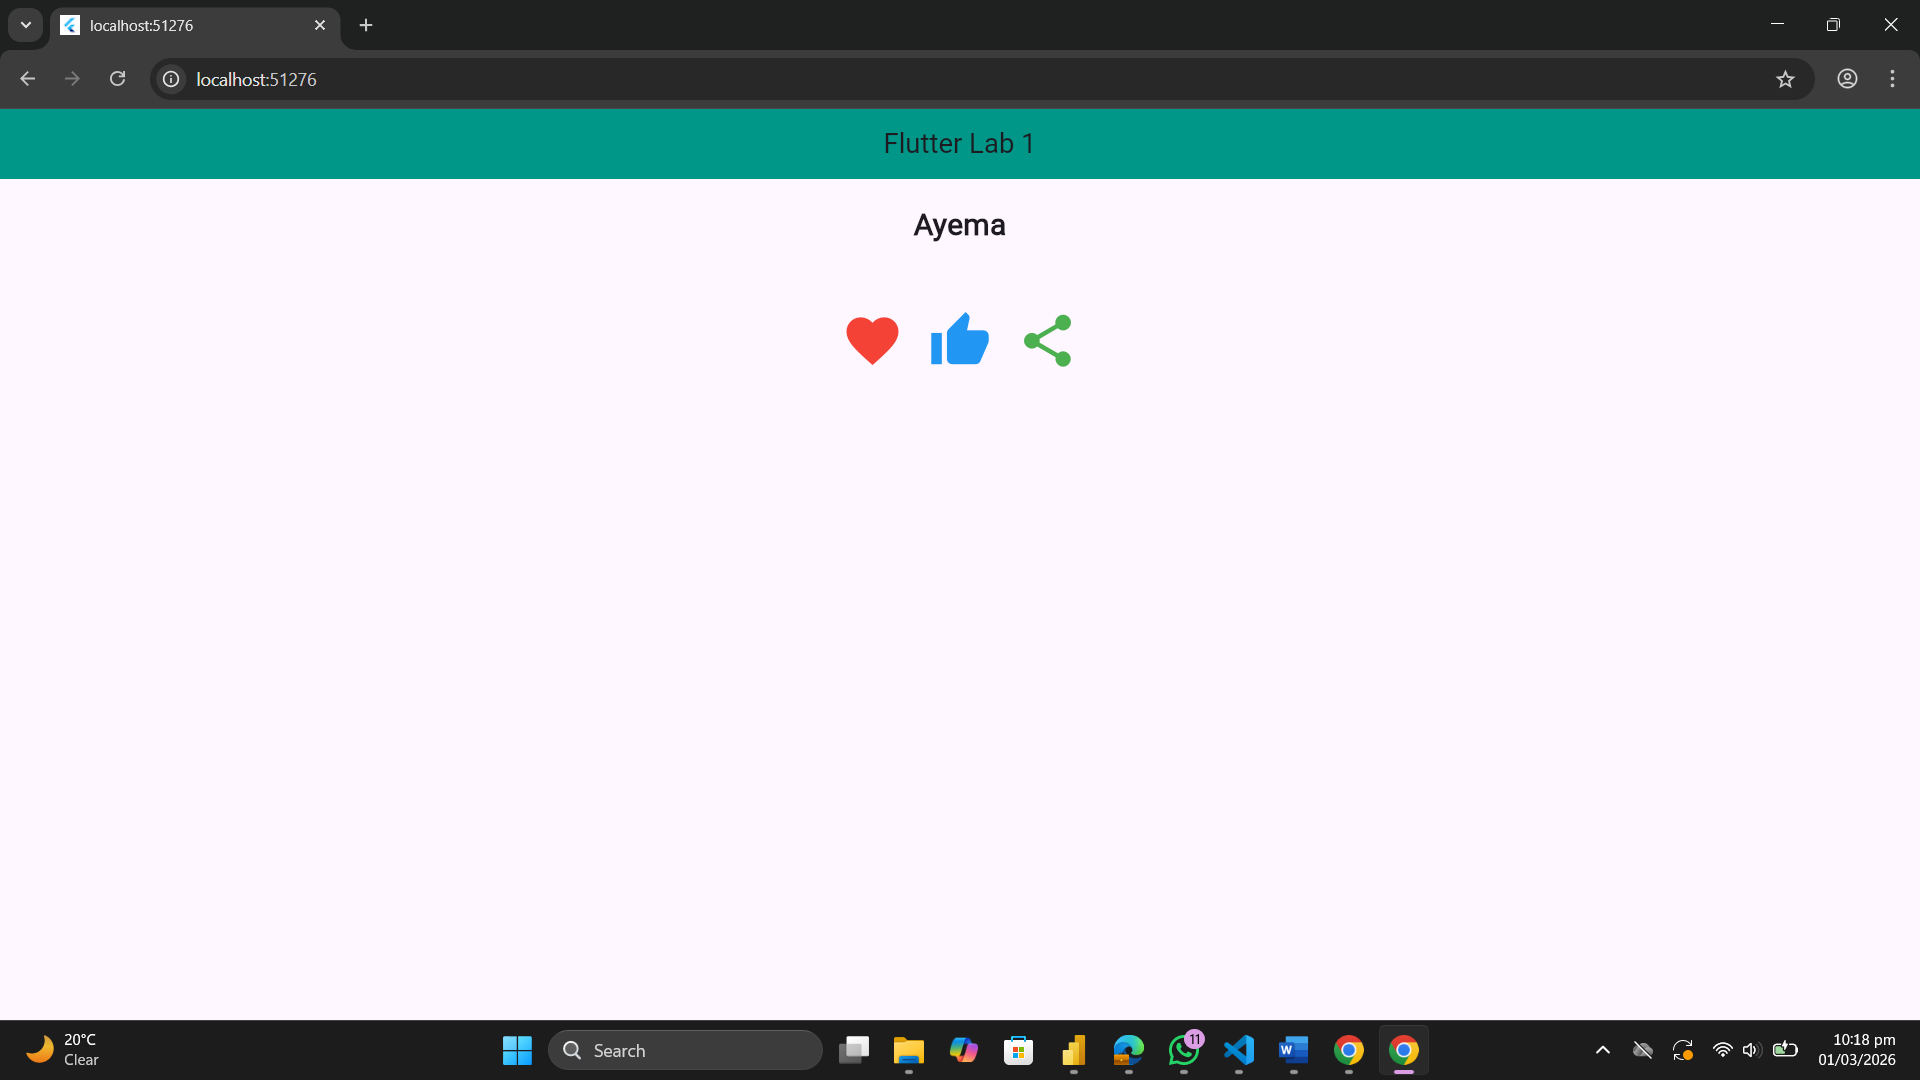 localhost:51276
localhost:51276
Flutter Lab 1
Ayema
20°C
Clear
Search
11
W
10:18 pm
01/03/2026